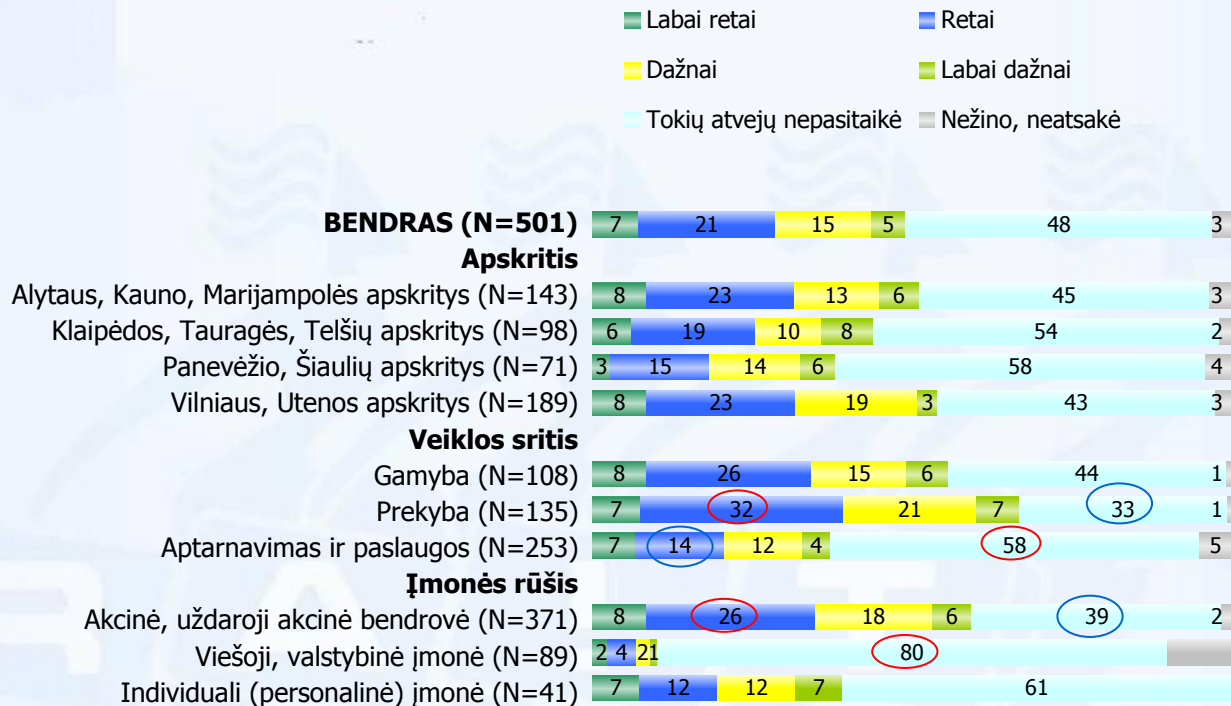 Labai retai Retai
Dažnai Labai dažnai
Tokių atvejų nepasitaikė Nežino, neatsakė
BENDRAS (N=501) 7 21 15 5 48 3
Apskritis
Alytaus, Kauno, Marijampolės apskritys (N=143) 8 23 13 6 45 3
Klaipėdos, Tauragės, Telšių apskritys (N=98) 6 19 10 8 54 2
Panevėžio, Šiaulių apskritys (N=71) 3 15 14 6 58 4
Vilniaus, Utenos apskritys (N=189) 8 23 19 3 43 3
Veiklos sritis
Gamyba (N=108) 8 26 15 6 44 1
Prekyba (N=135) 7 32 21 7 33 1
Aptarnavimas ir paslaugos (N=253) 7 14 12 4 58 5
Įmonės rūšis
Akcinė, uždaroji akcinė bendrovė (N=371) 8 26 18 6 39 2
Viešoji, valstybinė įmonė (N=89) 2 4 2 1 80
Individuali (personalinė) įmonė (N=41) 7 12 12 7 61